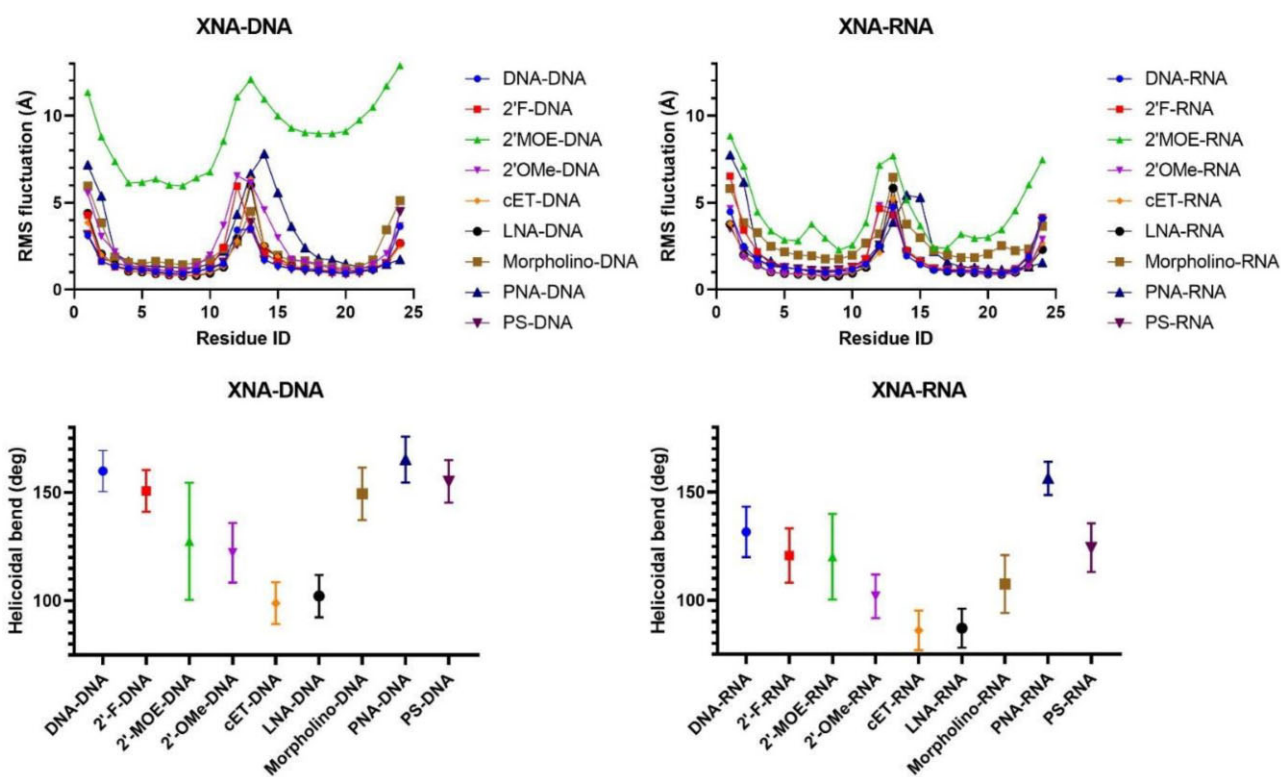 XNA-DNA
RMS fluctuation (Å)
10
5
0
0 5 10 15 20 25
Residue ID
DNA-DNA
2'F-DNA
2'MOE-DNA
2'OMe-DNA
cET-DNA
LNA-DNA
Morpholino-DNA
PNA-DNA
PS-DNA
XNA-RNA
RMS fluctuation (Å)
10
5
0
0 5 10 15 20 25
Residue ID
DNA-RNA
2'F-RNA
2'MOE-RNA
2'OMe-RNA
cET-RNA
LNA-RNA
Morpholino-RNA
PNA-RNA
PS-RNA
XNA-DNA
Helicoidal bend (deg)
150
100
DNA-DNA
2'-F-DNA
2'-MOE-DNA
2'-OMe-DNA
cET-DNA
LNA-DNA
Morpholino-DNA
PNA-DNA
PS-DNA
XNA-RNA
Helicoidal bend (deg)
150
100
DNA-RNA
2'-F-RNA
2'-MOE-RNA
2'-OMe-RNA
cET-RNA
LNA-RNA
Morpholino-RNA
PNA-RNA
PS-RNA